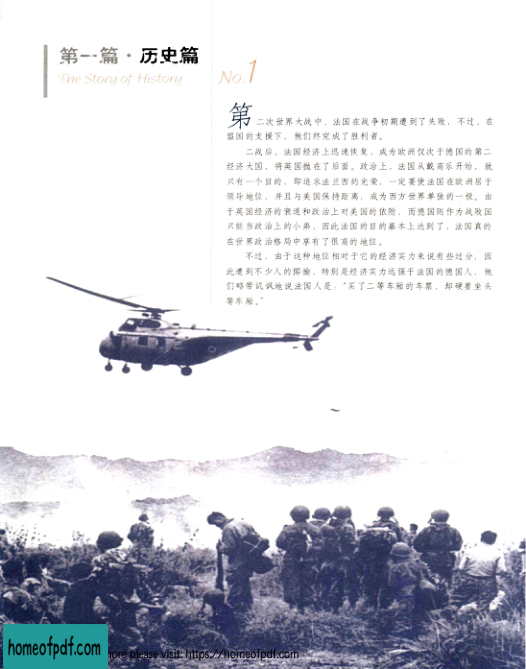 第一篇·历史篇
The Story of History
No.1
第二次世界大战中，法国在战争初期遭到了失败，不过，在
盟国的支援下，他们终究成了胜利者。
二战后，法国经济上迅速恢复，成为欧洲仅次于德国的第二
经济大国，将英国抛在了后面。政治上，法国从戴高乐开始，就
只有一个目的，即追求法兰西的光荣，一定要使法国在欧洲居于
领导地位，并且与美国保持距离，成为西方世界单独的一极。由
于英国经济的衰退和政治上对美国的依附，而德国则作为战败国
只能当政治上的小弟，因此法国的目的基本上达到了，法国真的
在世界政治格局中享有了很高的地位。
不过，由于这种地位相对于它的经济实力来说有些过分，因
此遭到不少人的揶揄，特别是经济实力远强于法国的德国人，他
们略带讥讽地说法国人是：“买了二等车厢的车票，却硬要坐头
等车厢。”
homeofpdf.com
more please visit: https://homeofpdf.com